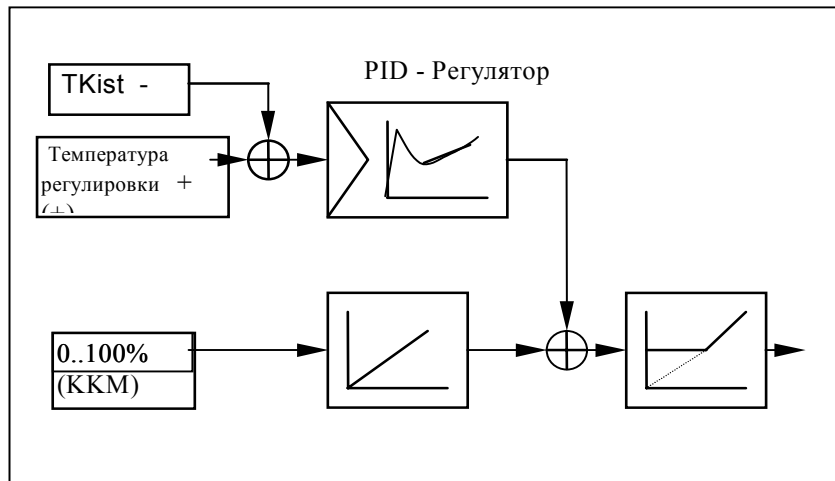 PID - Регулятор
TKist -
Температура
регулировки +
(+)
0..100%
(KKM)